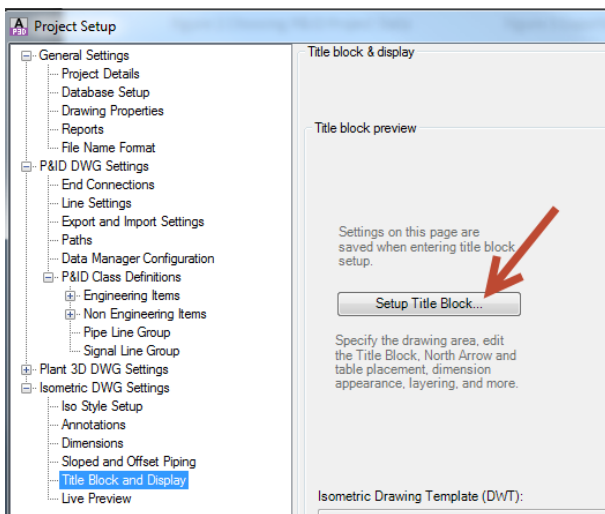 Project Setup
General Settings
Project Details
Database Setup
Drawing Properties
Reports
File Name Format
P&ID DWG Settings
End Connections
Line Settings
Export and Import Settings
Paths
Data Manager Configuration
P&ID Class Definitions
Engineering Items
Non Engineering Items
Pipe Line Group
Signal Line Group
Plant 3D DWG Settings
Isometric DWG Settings
Iso Style Setup
Annotations
Dimensions
Sloped and Offset Piping
Title Block and Display
Live Preview
Title block & display
Title block preview
Settings on this page are
saved when entering title block
setup.
Setup Title Block...
Specify the drawing area, edit
the Title Block, North Arrow and
table placement, dimension
appearance, layering, and more.
Isometric Drawing Template (DWT):